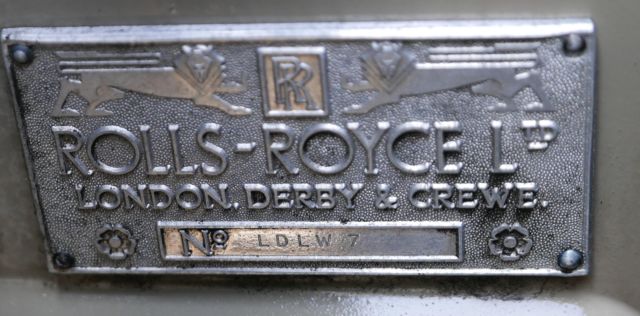 RR
ROLLS-ROYCE LTD
LONDON. DERBY & CREWE.
No LDLW 7